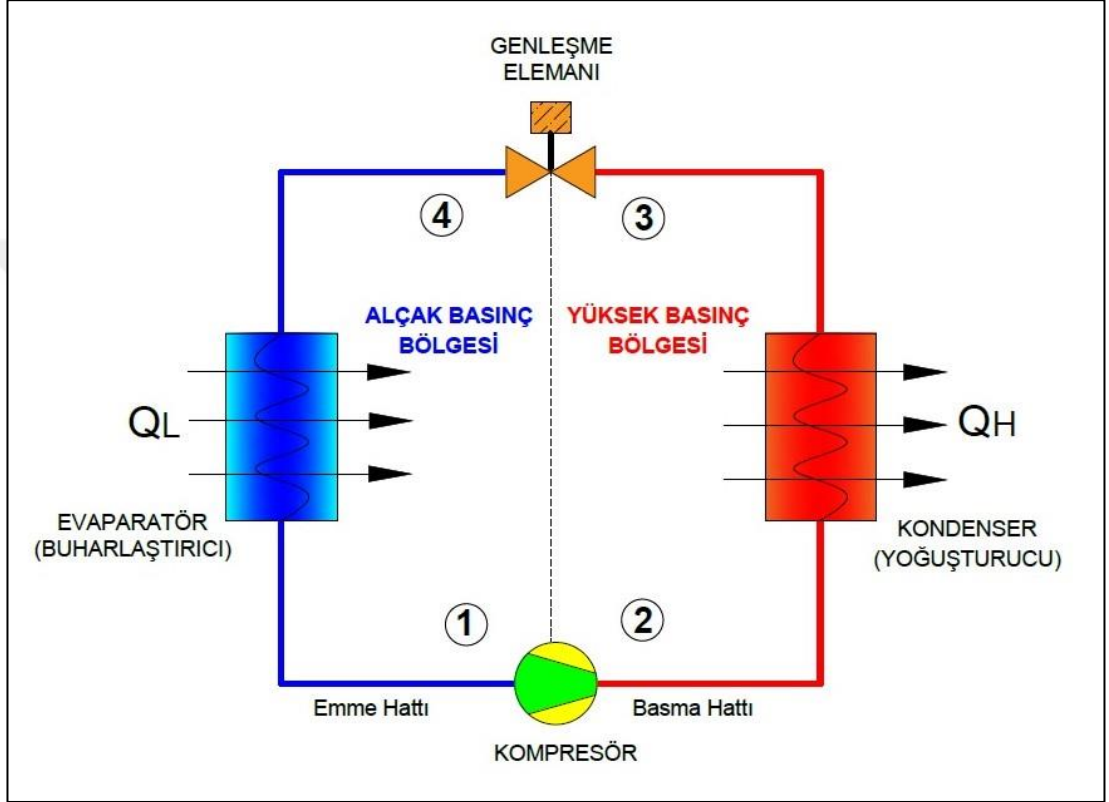 GENLEŞME
ELEMANI
4
3
ALÇAK BASINÇ
BÖLGESİ
YÜKSEK BASINÇ
BÖLGESİ
QL
QH
EVAPARATÖR
(BUHARLAŞTIRICI)
KONDENSER
(YOĞUŞTURUCU)
1
2
Emme Hattı
Basma Hattı
KOMPRESÖR